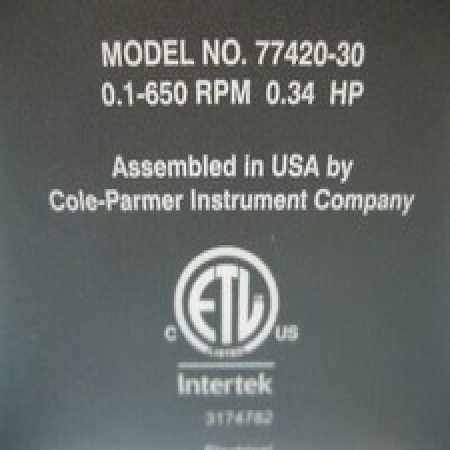 MODEL NO. 77420-30
0.1-650 RPM 0.34 HP
Assembled in USA by
Cole-Parmer Instrument Company
ETL
C US
Intertek
3174782